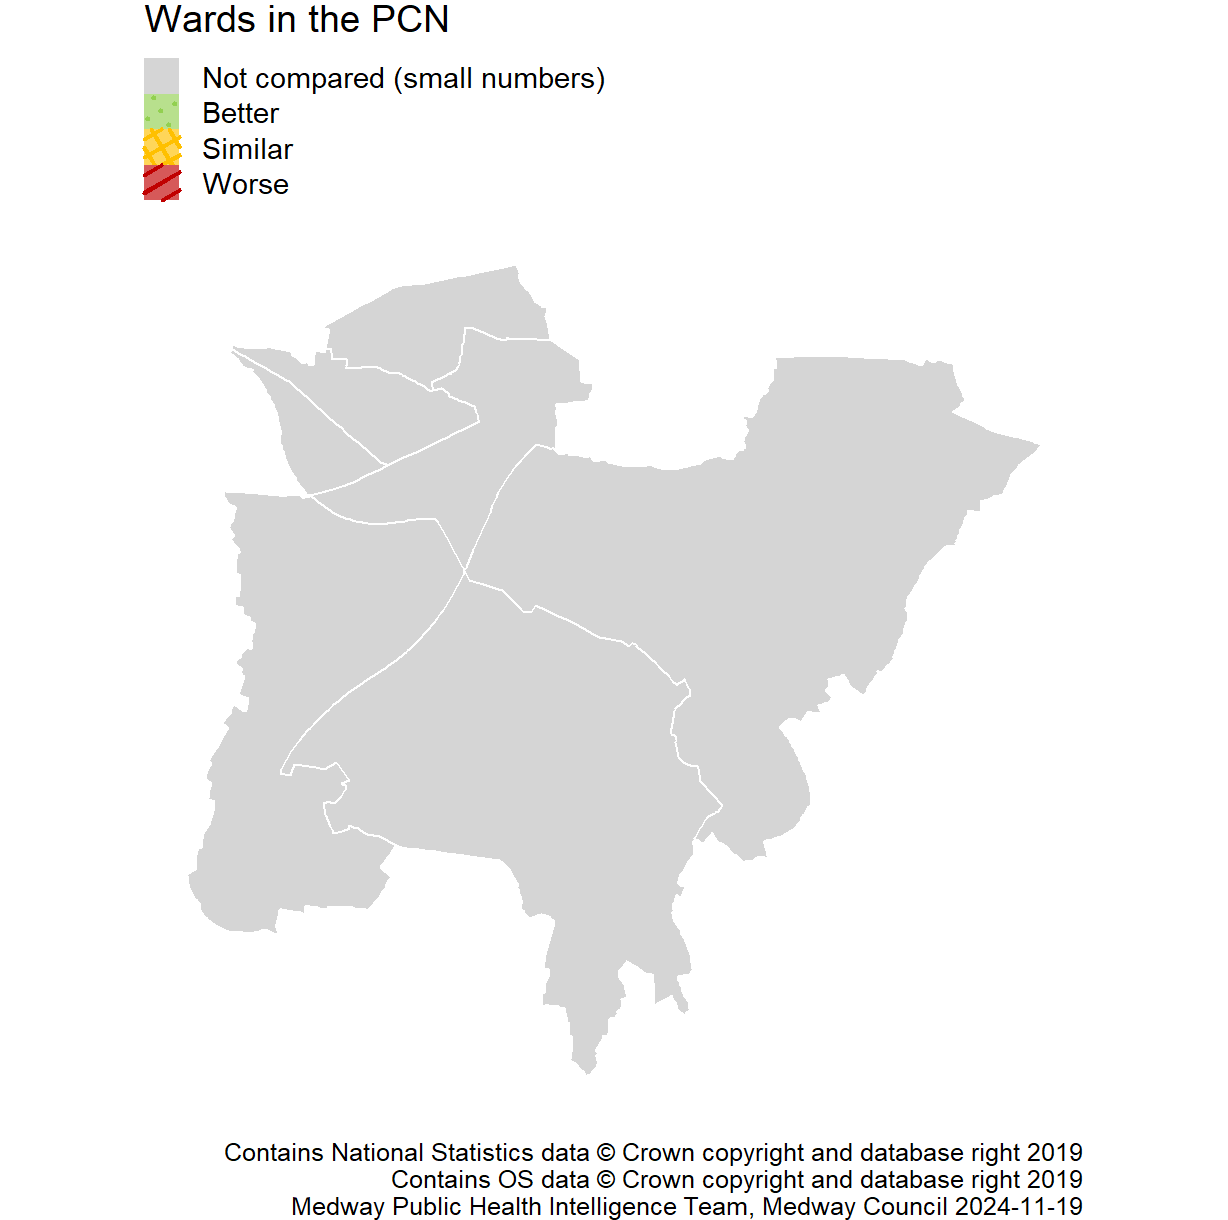 Wards in the PCN
Not compared (small numbers)
Better
Similar
Worse
Contains National Statistics data © Crown copyright and database right 2019
Contains OS data © Crown copyright and database right 2019
Medway Public Health Intelligence Team, Medway Council 2024-11-19